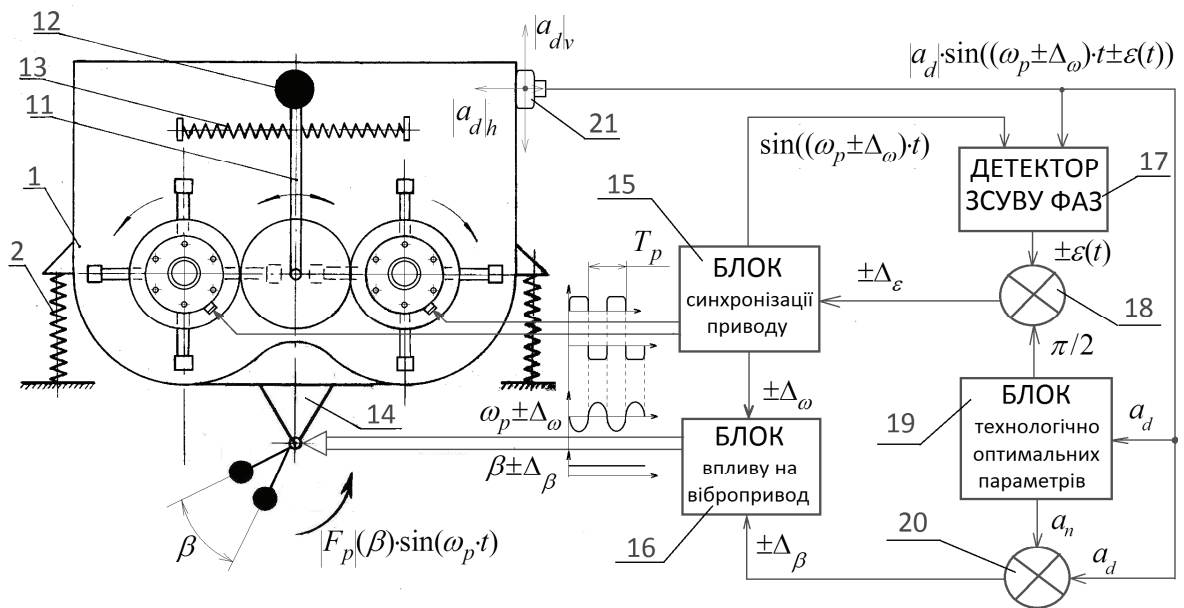 12
13
11
1
2
|a_d|_v
|a_d|_h
21
|a_d|·sin((ω_p±Δ_ω)·t±ε(t))
sin((ω_p±Δ_ω)·t)
ДЕТЕКТОР
ЗСУВУ ФАЗ
17
±ε(t)
15
T_p
БЛОК
синхронізації
приводу
±Δ_ε
18
π/2
±Δ_ω
19
БЛОК
технологічно
оптимальних
параметрів
a_d
14
ω_p±Δ_ω
β±Δ_β
БЛОК
впливу на
вібропривод
16
a_n
20
±Δ_β
a_d
β
|F_p|(β)·sin(ω_p·t)